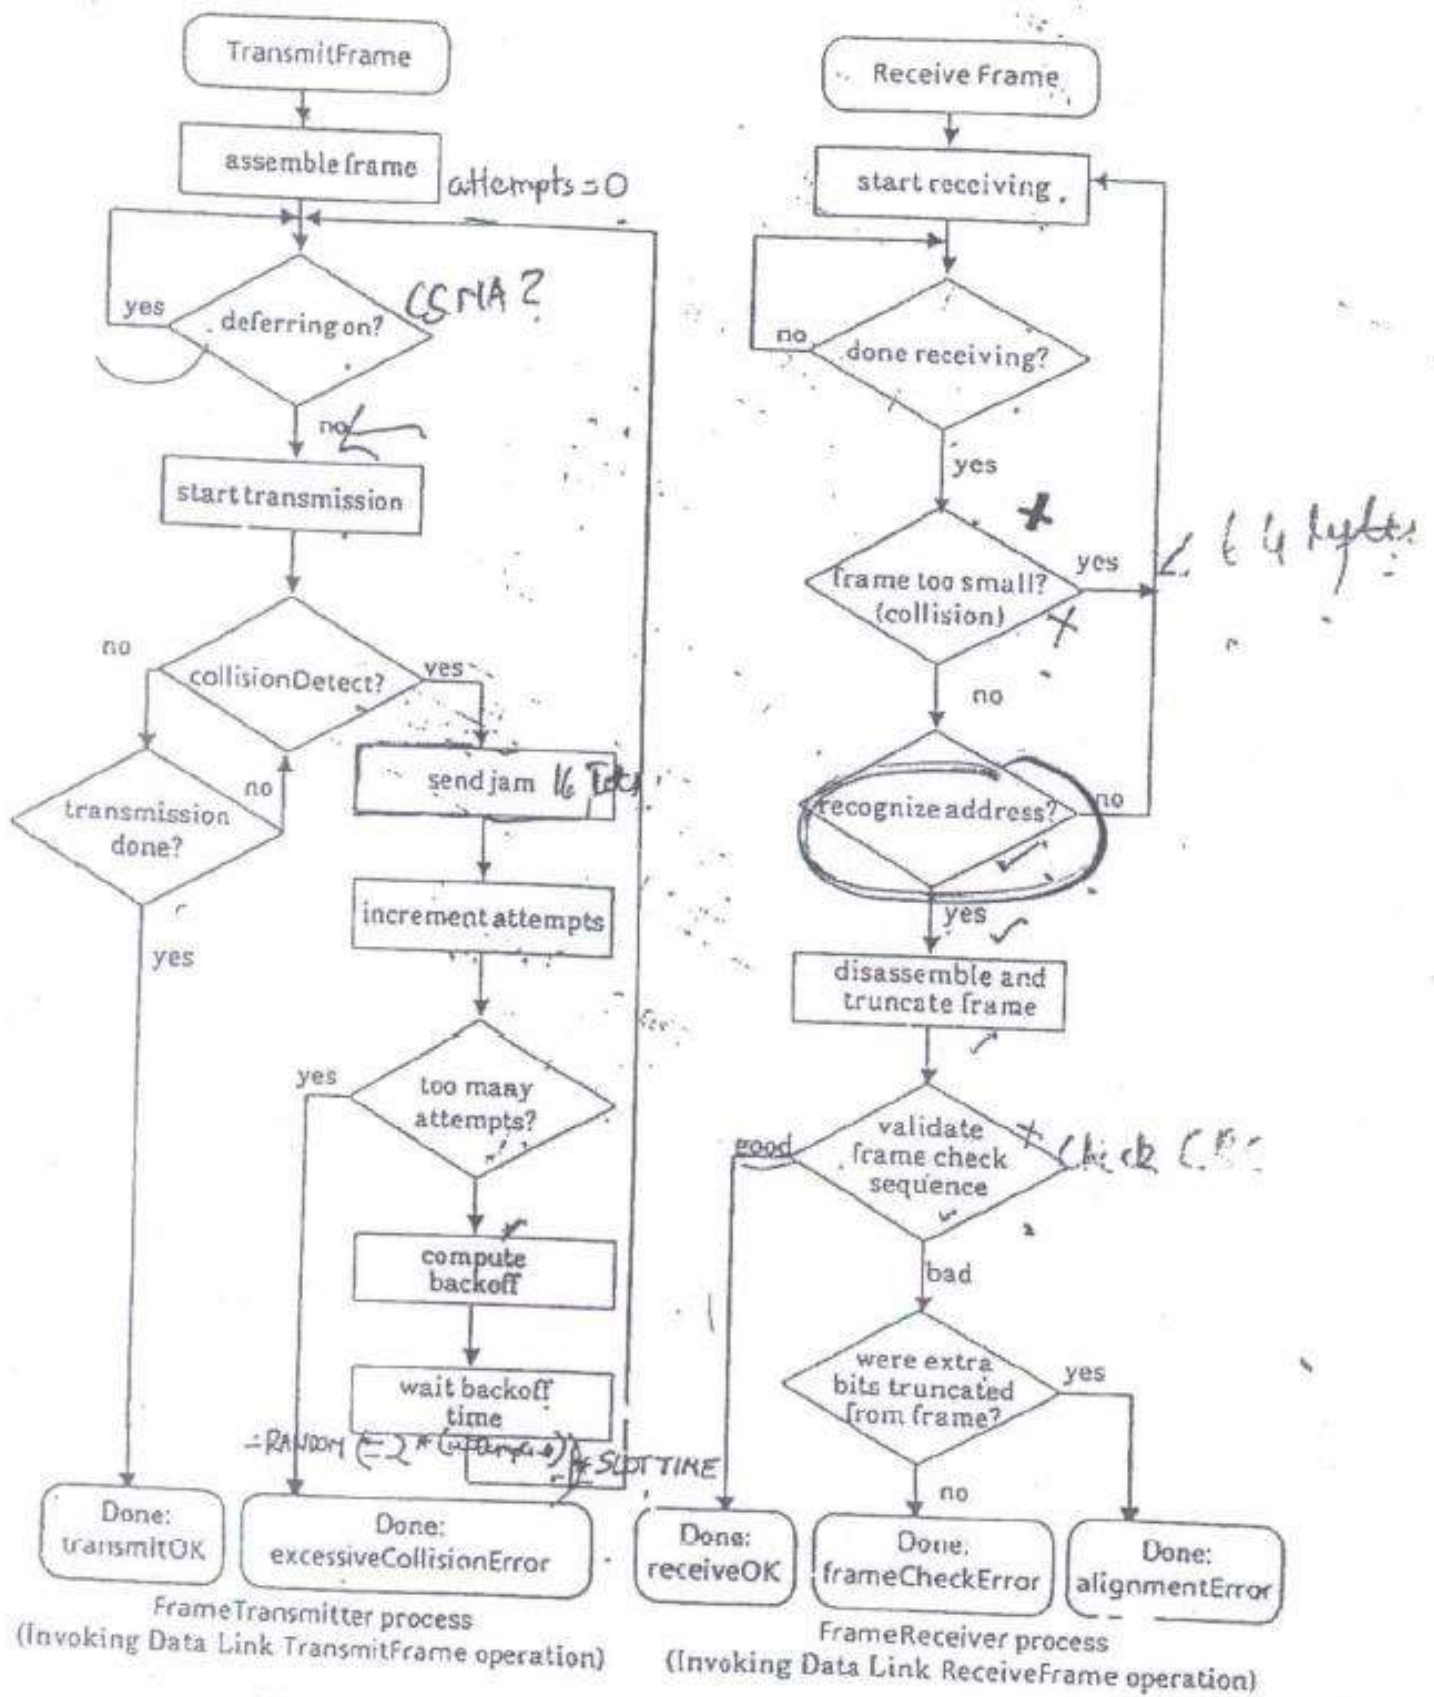 TransmitFrame
assemble frame
attempts=0
yes
deferring on?
CSMA?
no
start transmission
no
collisionDetect?
yes
send jam
transmission
done?
no
yes
increment attempts
yes
too many
attempts?
compute
backoff
wait backoff
time
=RANDOM
* SLOT TIME
Done:
transmitOK
Done:
excessiveCollisionError
FrameTransmitter process
(Invoking Data Link TransmitFrame operation)
Receive Frame
start receiving
no
done receiving?
yes
frame too small?
(collision)
yes
no
recognize address?
no
yes
disassemble and
truncate frame
good
validate
frame check
sequence
Check
bad
were extra
bits truncated
from frame?
yes
no
Done:
receiveOK
Done:
frameCheckError
Done:
alignmentError
FrameReceiver process
(Invoking Data Link ReceiveFrame operation)